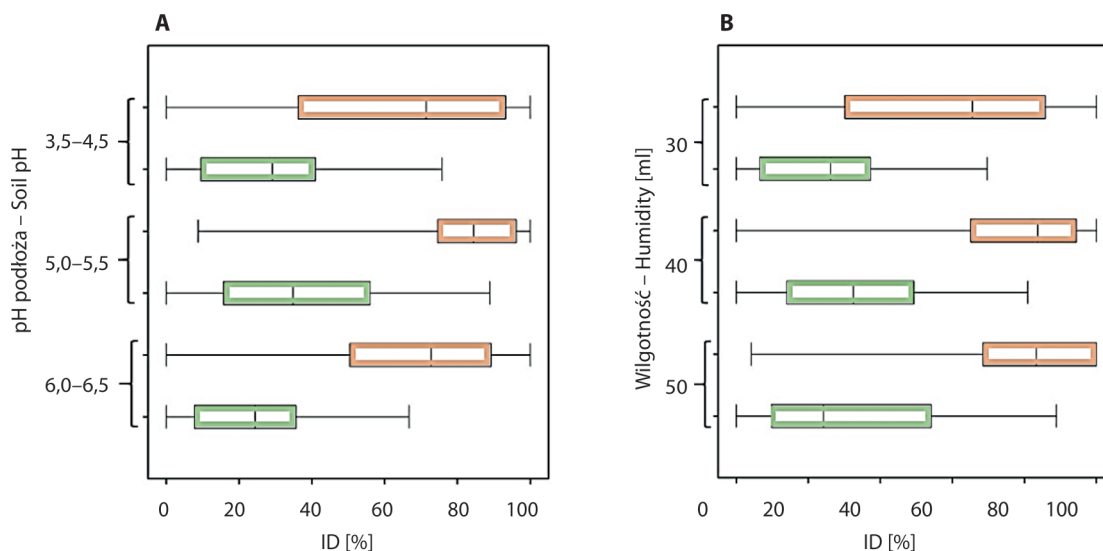 A
pH podłoża – Soil pH
3,5–4,5
5,0–5,5
6,0–6,5
0 20 40 60 80 100
ID [%]
B
Wilgotność – Humidity [ml]
30
40
50
0 20 40 60 80 100
ID [%]